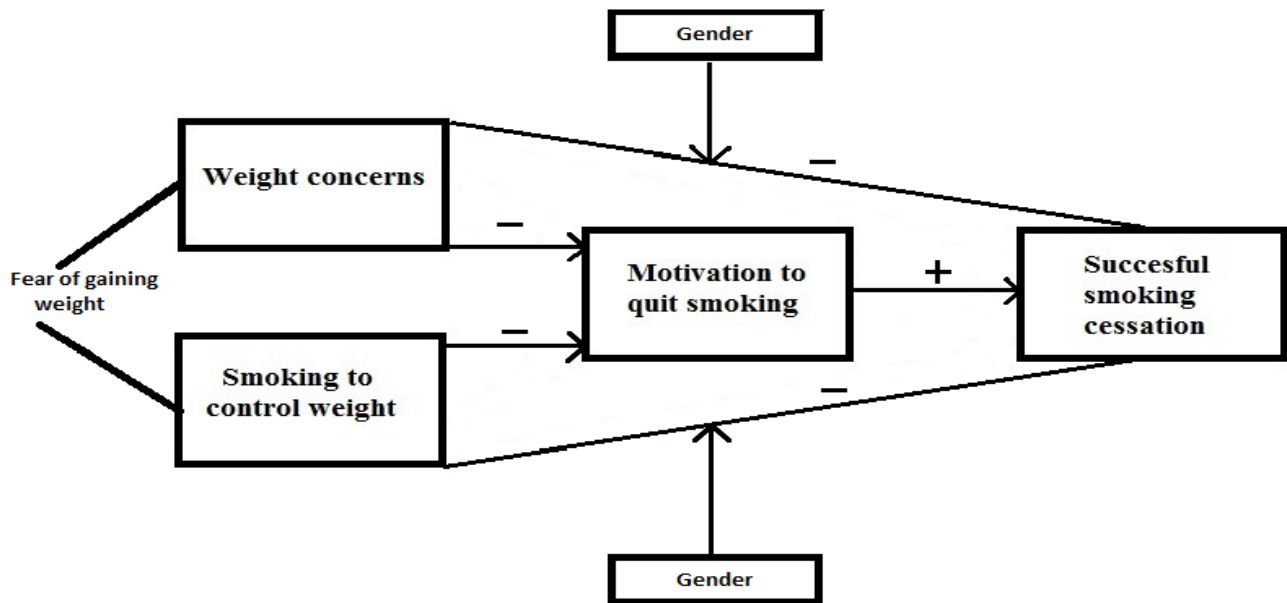 Gender
Weight concerns
Fear of gaining
weight
Smoking to
control weight
Motivation to
quit smoking
Succesful
smoking
cessation
Gender
−
−
−
−
+